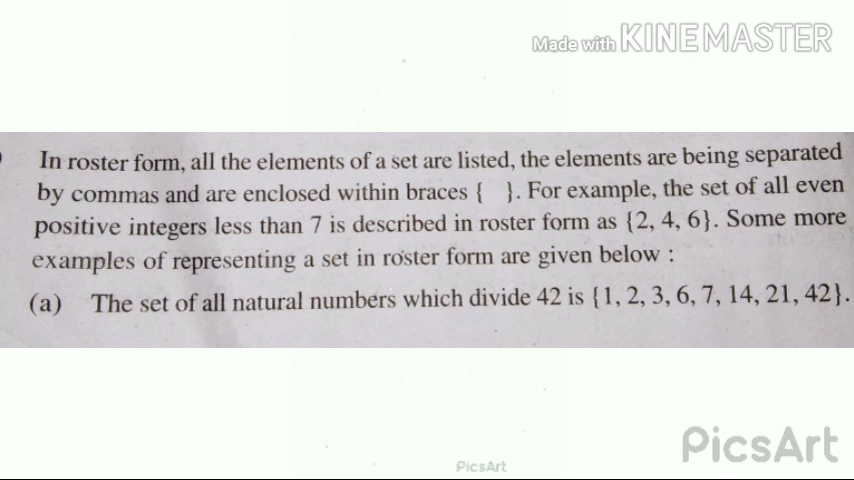 Made with KINEMASTER
In roster form, all the elements of a set are listed, the elements are being separated
by commas and are enclosed within braces { }. For example, the set of all even
positive integers less than 7 is described in roster form as {2, 4, 6}. Some more
examples of representing a set in roster form are given below :
(a) The set of all natural numbers which divide 42 is {1, 2, 3, 6, 7, 14, 21, 42}.
PicsArt
PicsArt